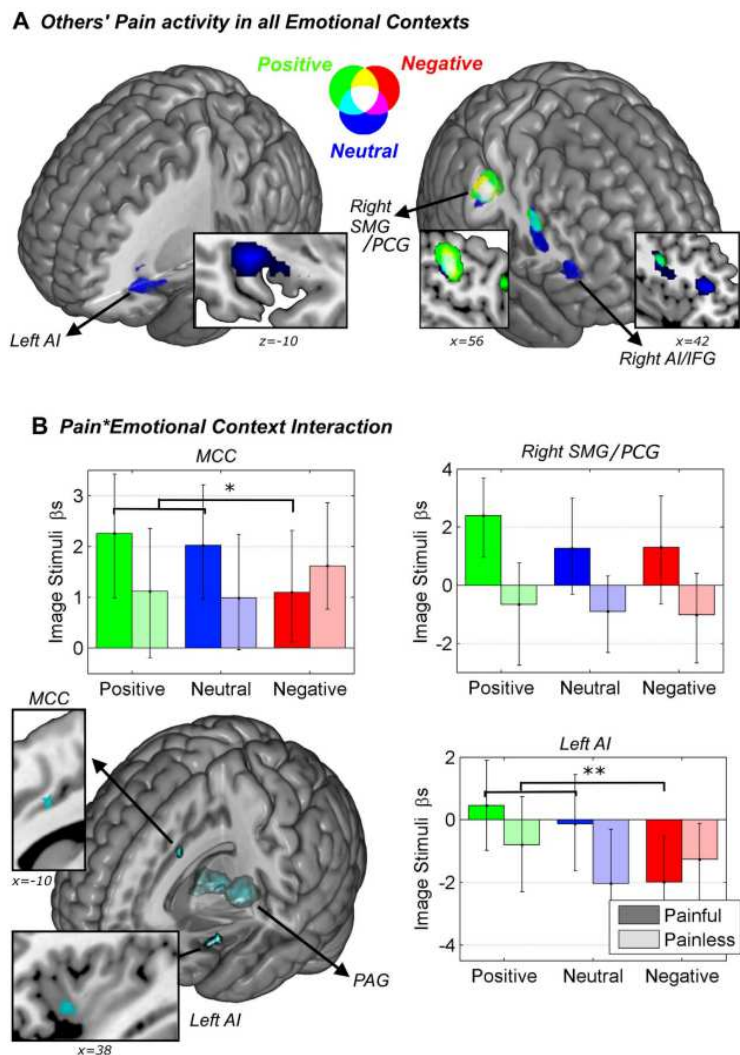 A Others' Pain activity in all Emotional Contexts
Positive
Negative
Neutral
Right
SMG
/PCG
Left AI
z=-10
x=56
x=42
Right AI/IFG
B Pain*Emotional Context Interaction
MCC
Image Stimuli βs
3
2
1
0
*
Positive Neutral Negative
Right SMG/PCG
Image Stimuli βs
4
2
0
-2
Positive Neutral Negative
MCC
x=-10
x=38
Left AI
PAG
Left AI
Image Stimuli βs
2
0
-2
-4
**
Painful
Painless
Positive Neutral Negative